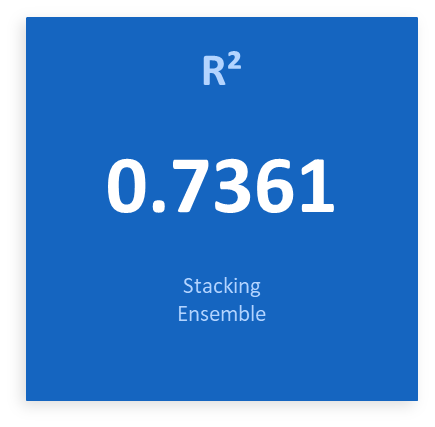 R²
0.7361
Stacking
Ensemble